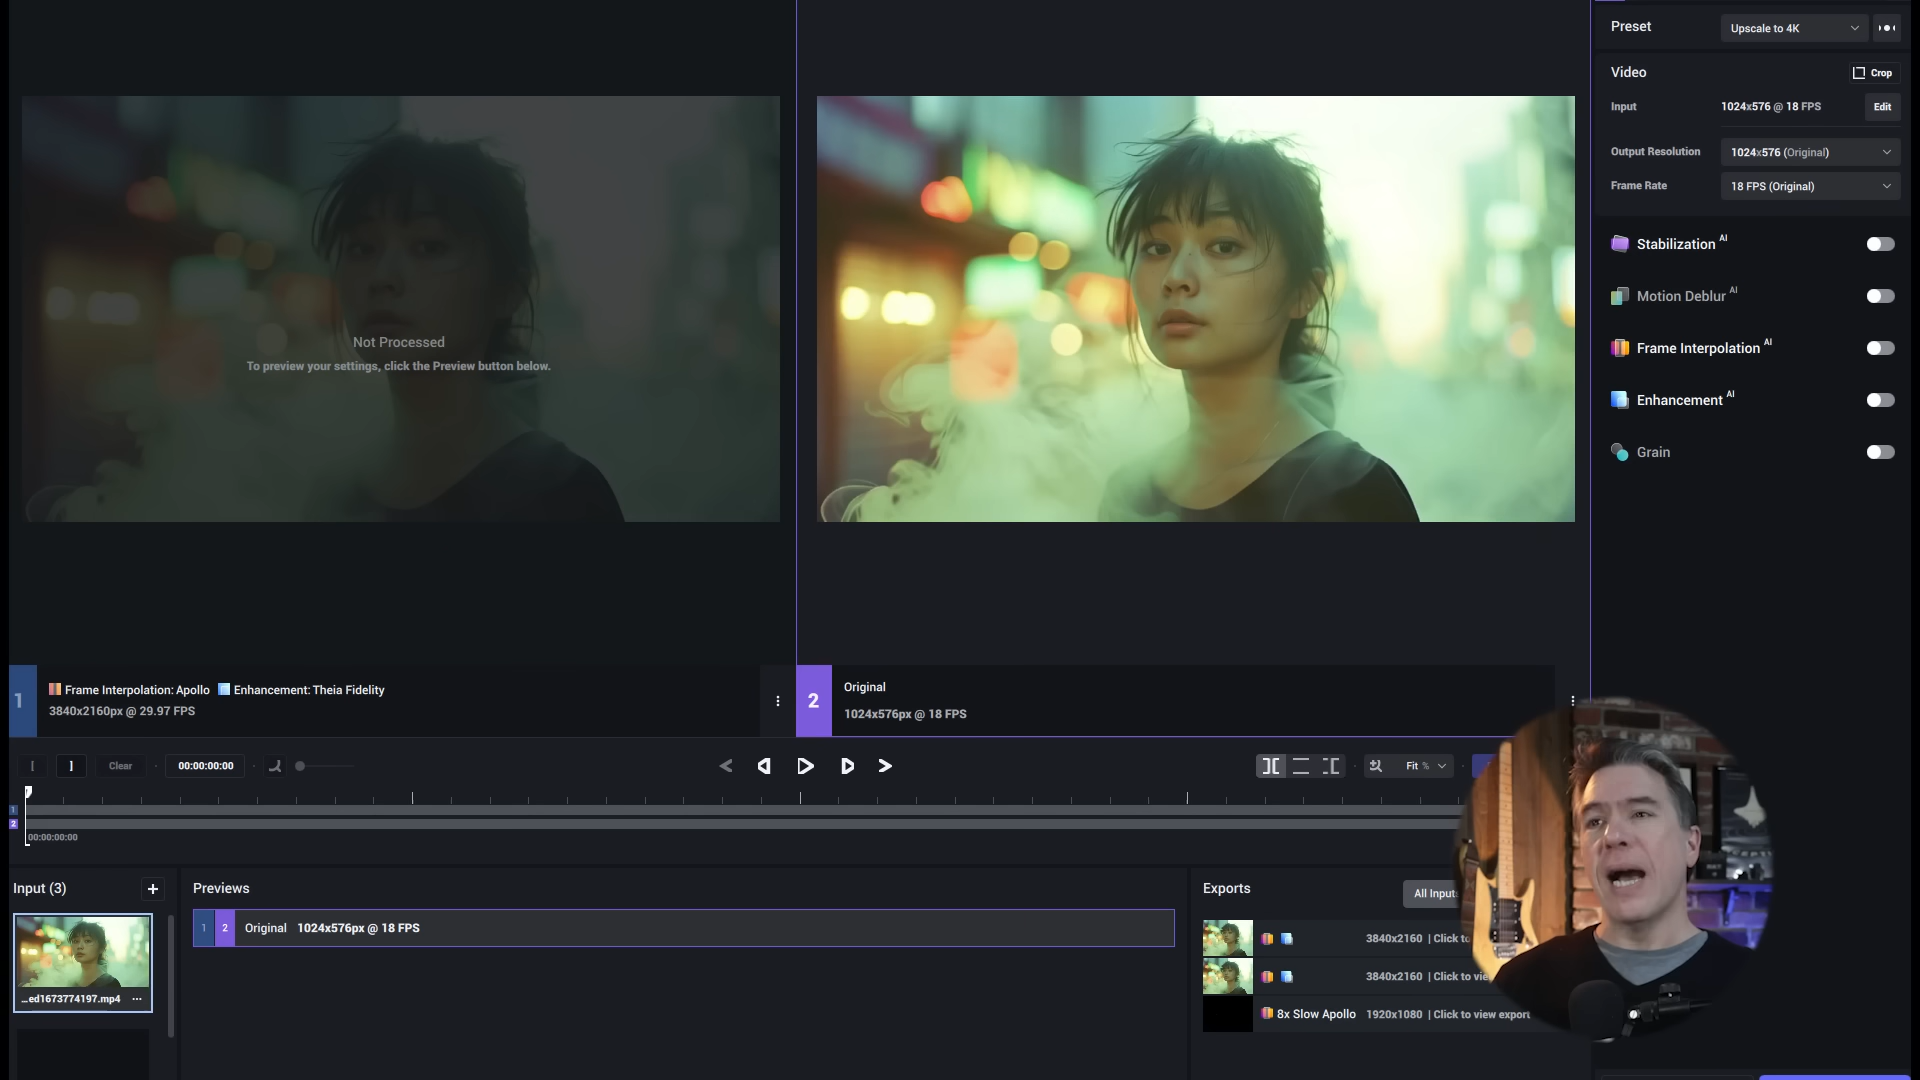 Preset
Upscale to 4K
Video
Crop
Input
1024x576 @ 18 FPS
Edit
Output Resolution
1024x576 (Original)
Frame Rate
18 FPS (Original)
Stabilization AI
Motion Deblur AI
Frame Interpolation AI
Enhancement AI
Grain
Not Processed
To preview your settings, click the Preview button below.
1
Frame Interpolation: Apollo Enhancement: Theia Fidelity
3840x2160px @ 29.97 FPS
2
Original
1024x576px @ 18 FPS
[ ] Clear 00:00:00:00
Fit %
1
2
00:00:00:00
Input (3)
+
...ed1673774197.mp4
Previews
1 2 Original 1024x576px @ 18 FPS
Exports
All Input
3840x2160 | Click to
3840x2160 | Click to vie
8x Slow Apollo 1920x1080 | Click to view export